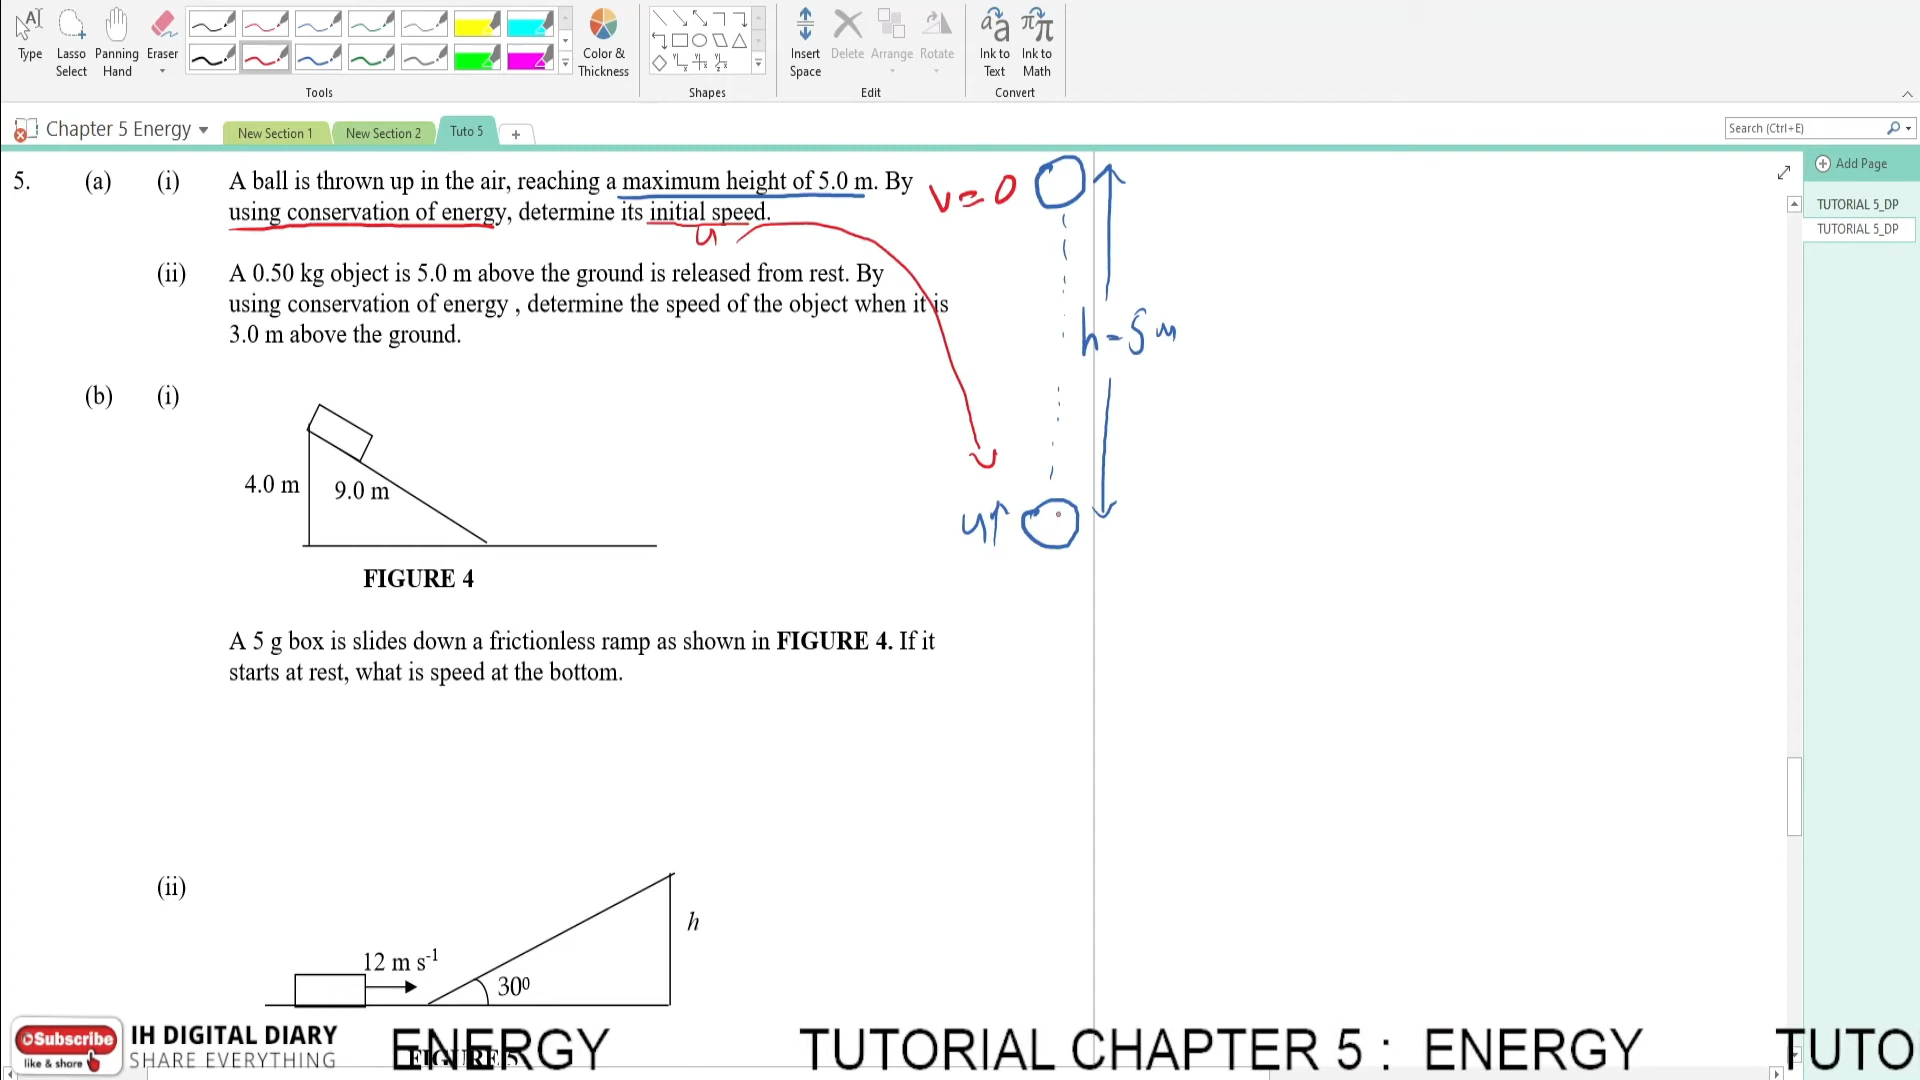 Type
Lasso Select
Panning Hand
Eraser
Color & Thickness
Insert Space
Delete
Arrange
Rotate
Ink to Text
Ink to Math
Tools
Shapes
Edit
Convert
Chapter 5 Energy
New Section 1
New Section 2
Tuto 5
Search (Ctrl+E)
Add Page
TUTORIAL 5_DP
TUTORIAL 5_DP
5. (a) (i) A ball is thrown up in the air, reaching a maximum height of 5.0 m. By
using conservation of energy, determine its initial speed.
u
v = 0
h = 5 m
u↑
(ii) A 0.50 kg object is 5.0 m above the ground is released from rest. By
using conservation of energy , determine the speed of the object when it is
3.0 m above the ground.
(b) (i)
4.0 m
9.0 m
FIGURE 4
A 5 g box is slides down a frictionless ramp as shown in FIGURE 4. If it
starts at rest, what is speed at the bottom.
(ii)
h
12 m s-1
30⁰
Subscribe
like & share
IH DIGITAL DIARY
SHARE EVERYTHING
ENERGY TUTORIAL CHAPTER 5 : ENERGY TUTO